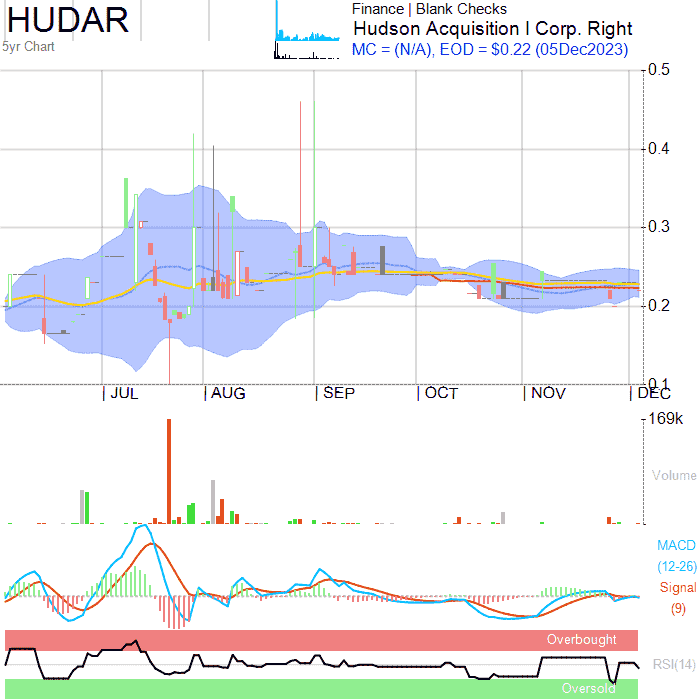 HUDAR
5yr Chart
Finance | Blank Checks
Hudson Acquisition I Corp. Right
MC = (N/A), EOD = $0.22 (05Dec2023)
0.5
0.4
0.3
0.2
0.1
JUL AUG SEP OCT NOV DEC
169k
Volume
MACD
(12-26)
Signal
(9)
Overbought
RSI(14)
Oversold